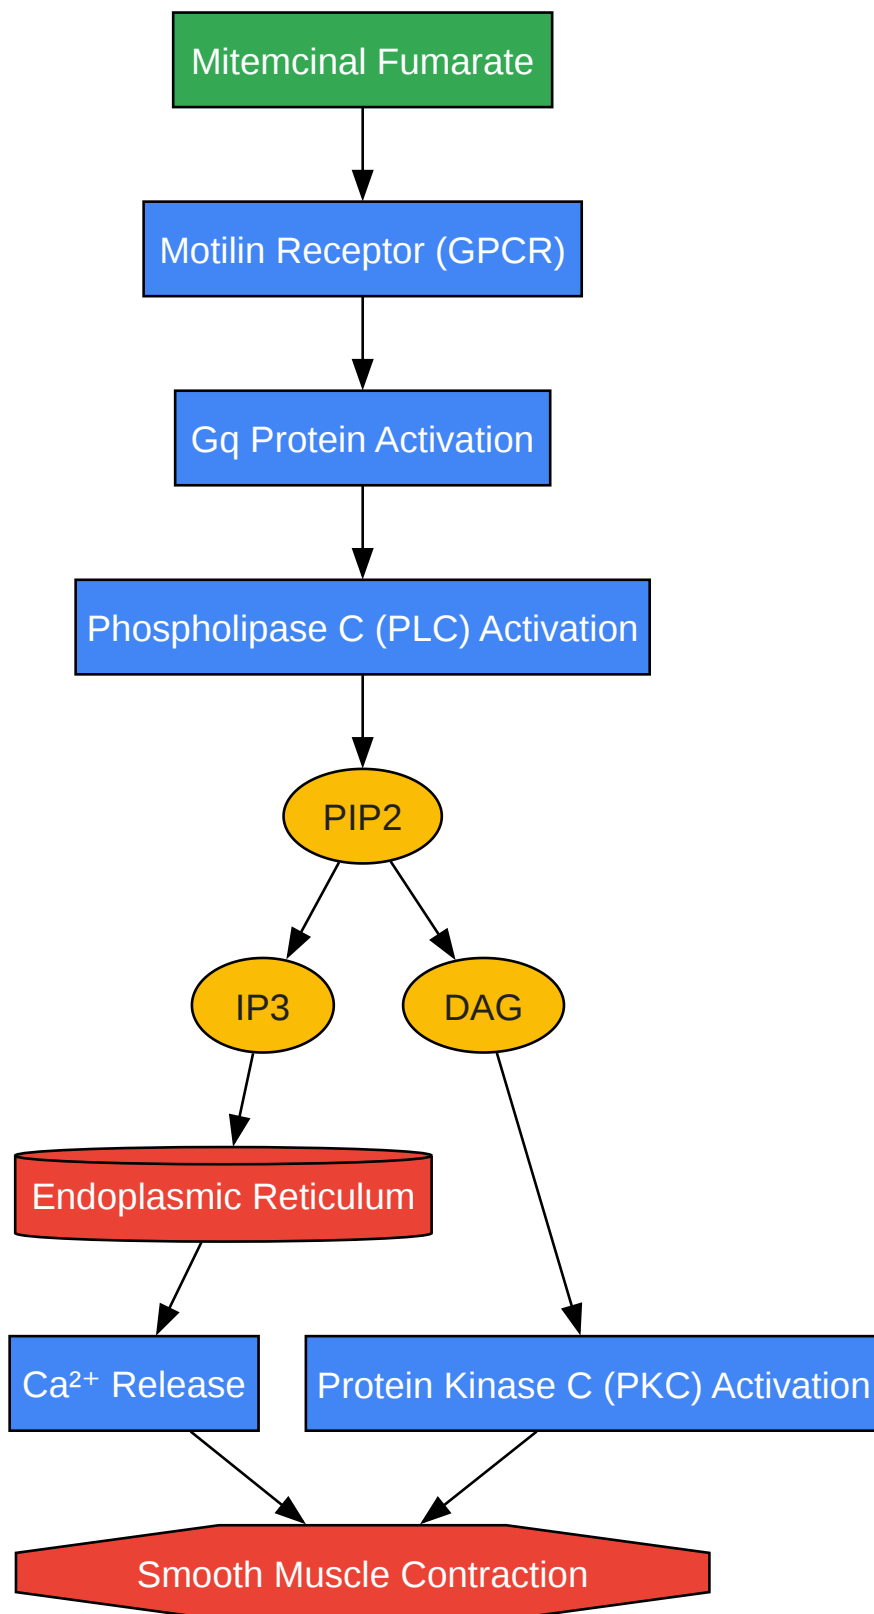 Mitemcinal Fumarate
Motilin Receptor (GPCR)
Gq Protein Activation
Phospholipase C (PLC) Activation
PIP2
IP3
DAG
Endoplasmic Reticulum
Ca²⁺ Release
Protein Kinase C (PKC) Activation
Smooth Muscle Contraction